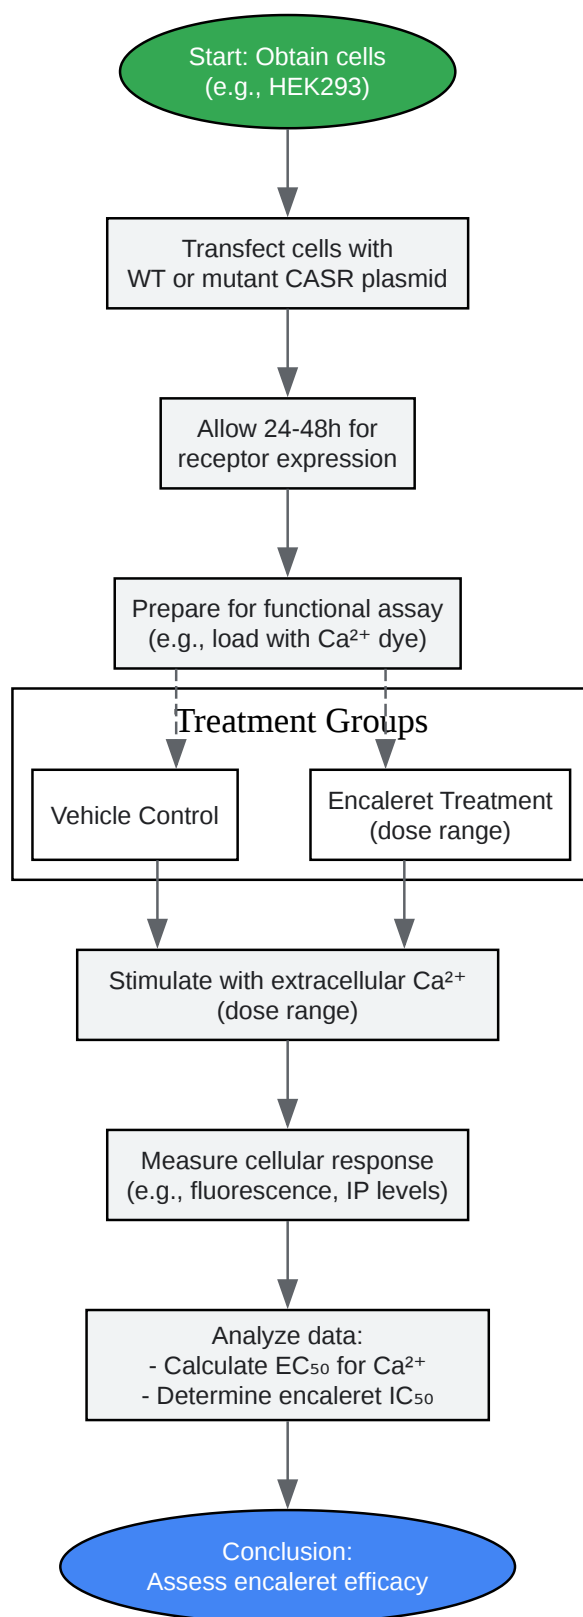 Start: Obtain cells
(e.g., HEK293)
Transfect cells with
WT or mutant CASR plasmid
Allow 24-48h for
receptor expression
Prepare for functional assay
(e.g., load with Ca²⁺ dye)
Treatment Groups
Vehicle Control
Encaleret Treatment
(dose range)
Stimulate with extracellular Ca²⁺
(dose range)
Measure cellular response
(e.g., fluorescence, IP levels)
Analyze data:
- Calculate EC₅₀ for Ca²⁺
- Determine encaleret IC₅₀
Conclusion:
Assess encaleret efficacy